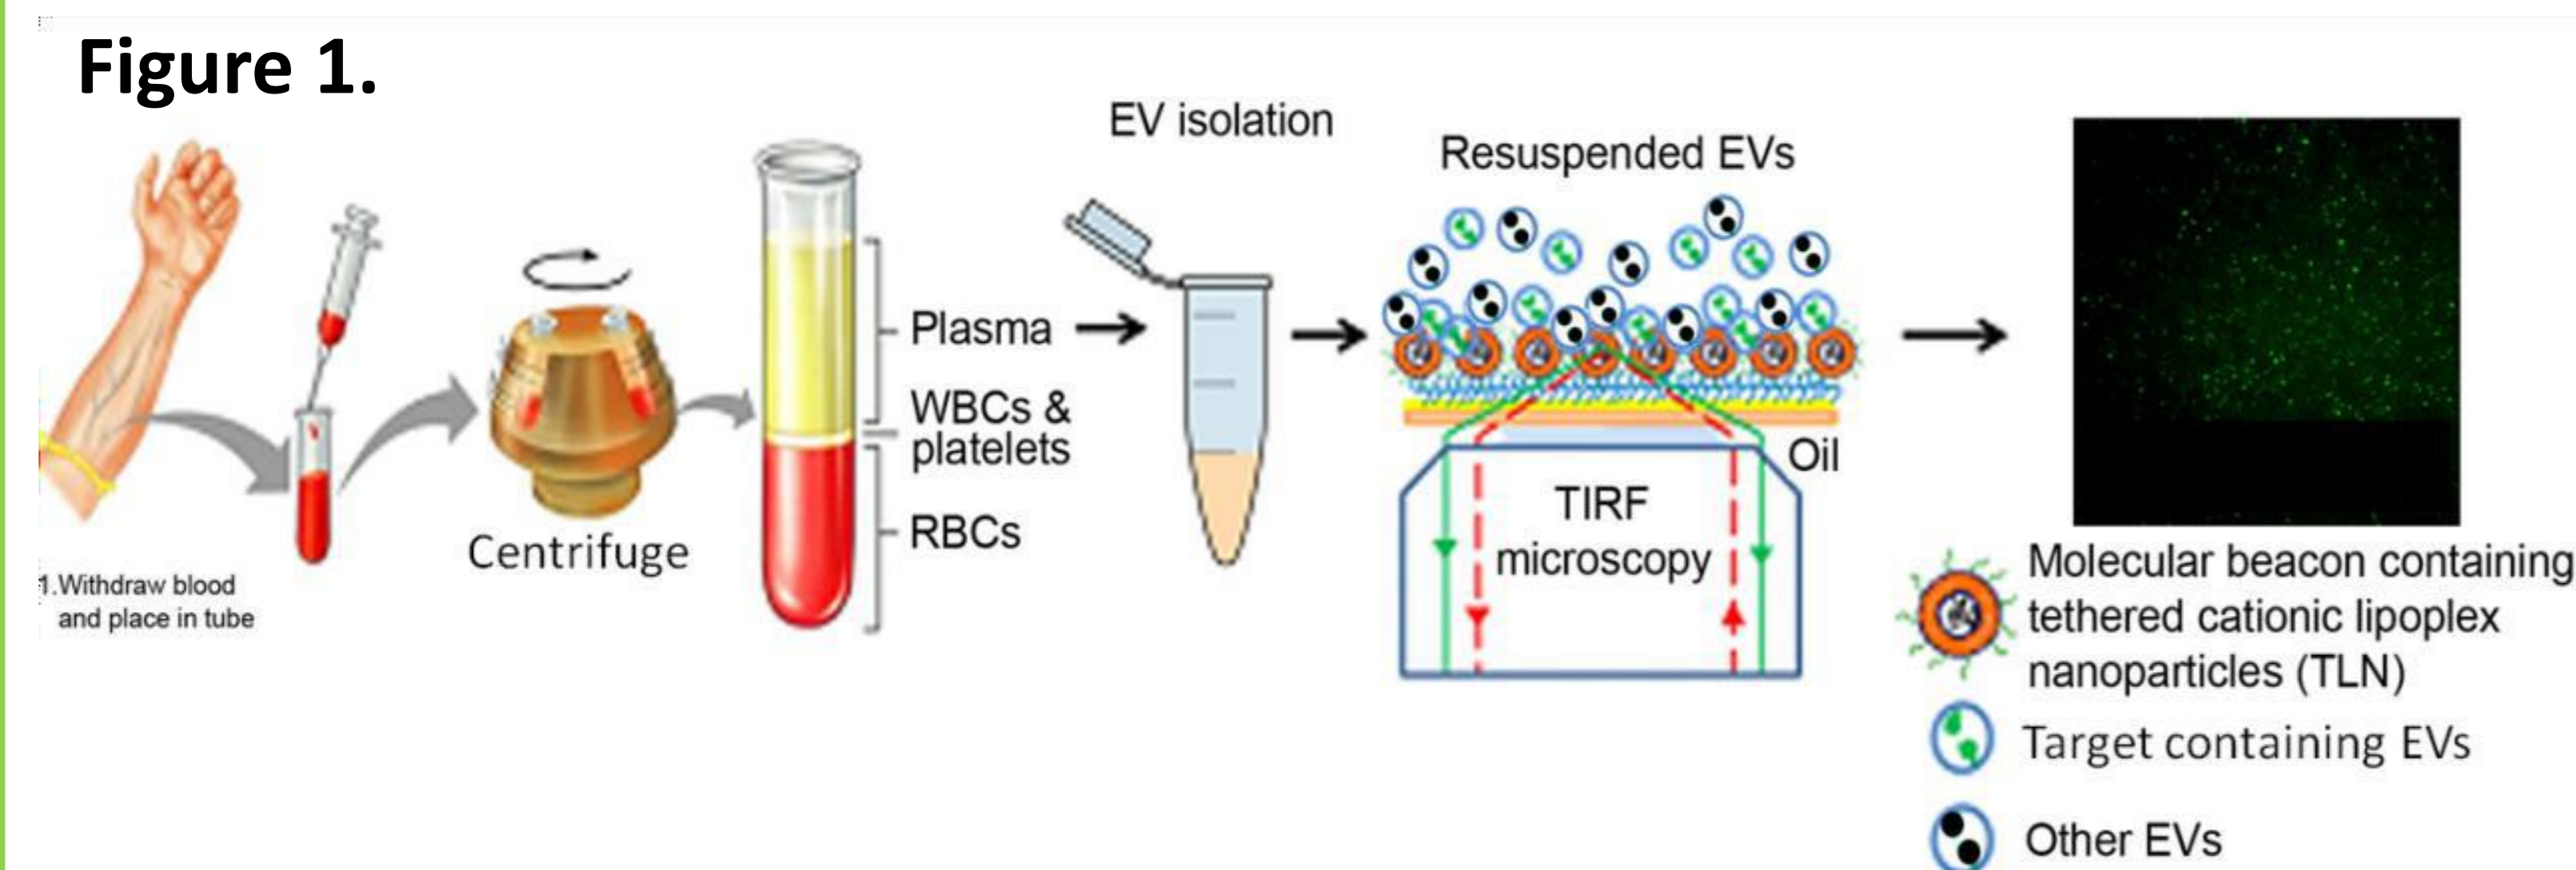 Figure 1.
1.Withdraw blood
and place in tube
Centrifuge
Plasma
WBCs &
platelets
RBCs
EV isolation
Resuspended EVs
Oil
TIRF
microscopy
Molecular beacon containing
tethered cationic lipoplex
nanoparticles (TLN)
Target containing EVs
Other EVs